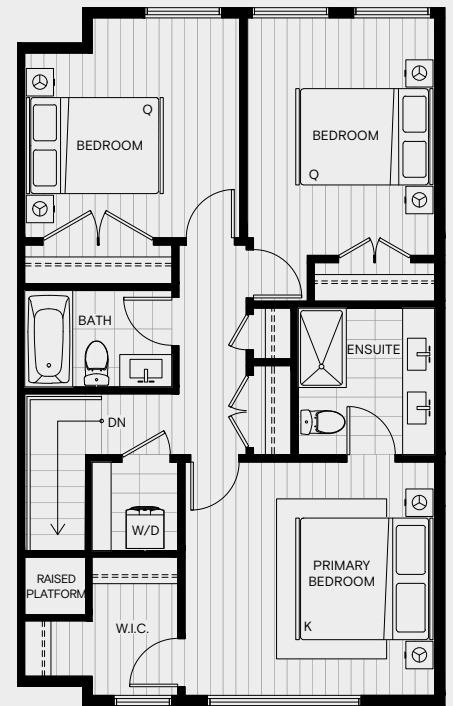 Q
BEDROOM
BEDROOM
Q
BATH
ENSUITE
DN
W/D
PRIMARY
BEDROOM
RAISED
PLATFORM
K
W.I.C.